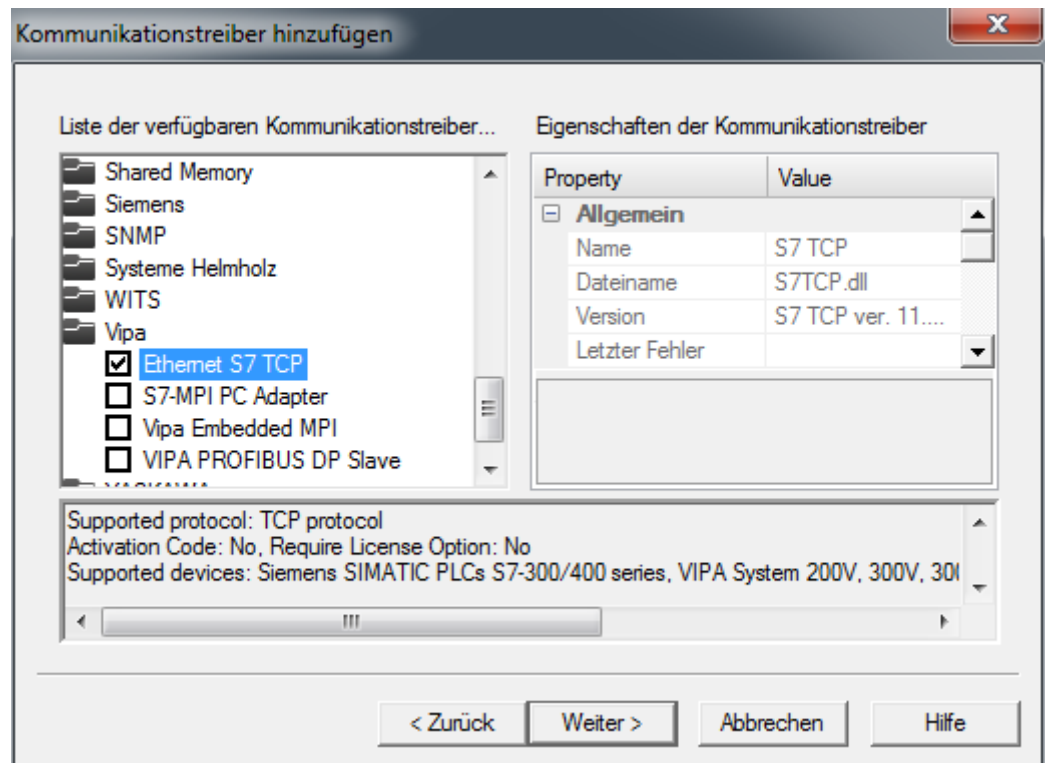 Kommunikationstreiber hinzufügen
Liste der verfügbaren Kommunikationstreiber...
Eigenschaften der Kommunikationstreiber
Shared Memory
Siemens
SNMP
Systeme Helmholz
WITS
Vipa
Ethernet S7 TCP
S7-MPI PC Adapter
Vipa Embedded MPI
VIPA PROFIBUS DP Slave
Property Value
Allgemein
Name S7 TCP
Dateiname S7TCP.dll
Version S7 TCP ver. 11....
Letzter Fehler
Supported protocol: TCP protocol
Activation Code: No, Require License Option: No
Supported devices: Siemens SIMATIC PLCs S7-300/400 series, VIPA System 200V, 300V,
< Zurück
Weiter >
Abbrechen
Hilfe